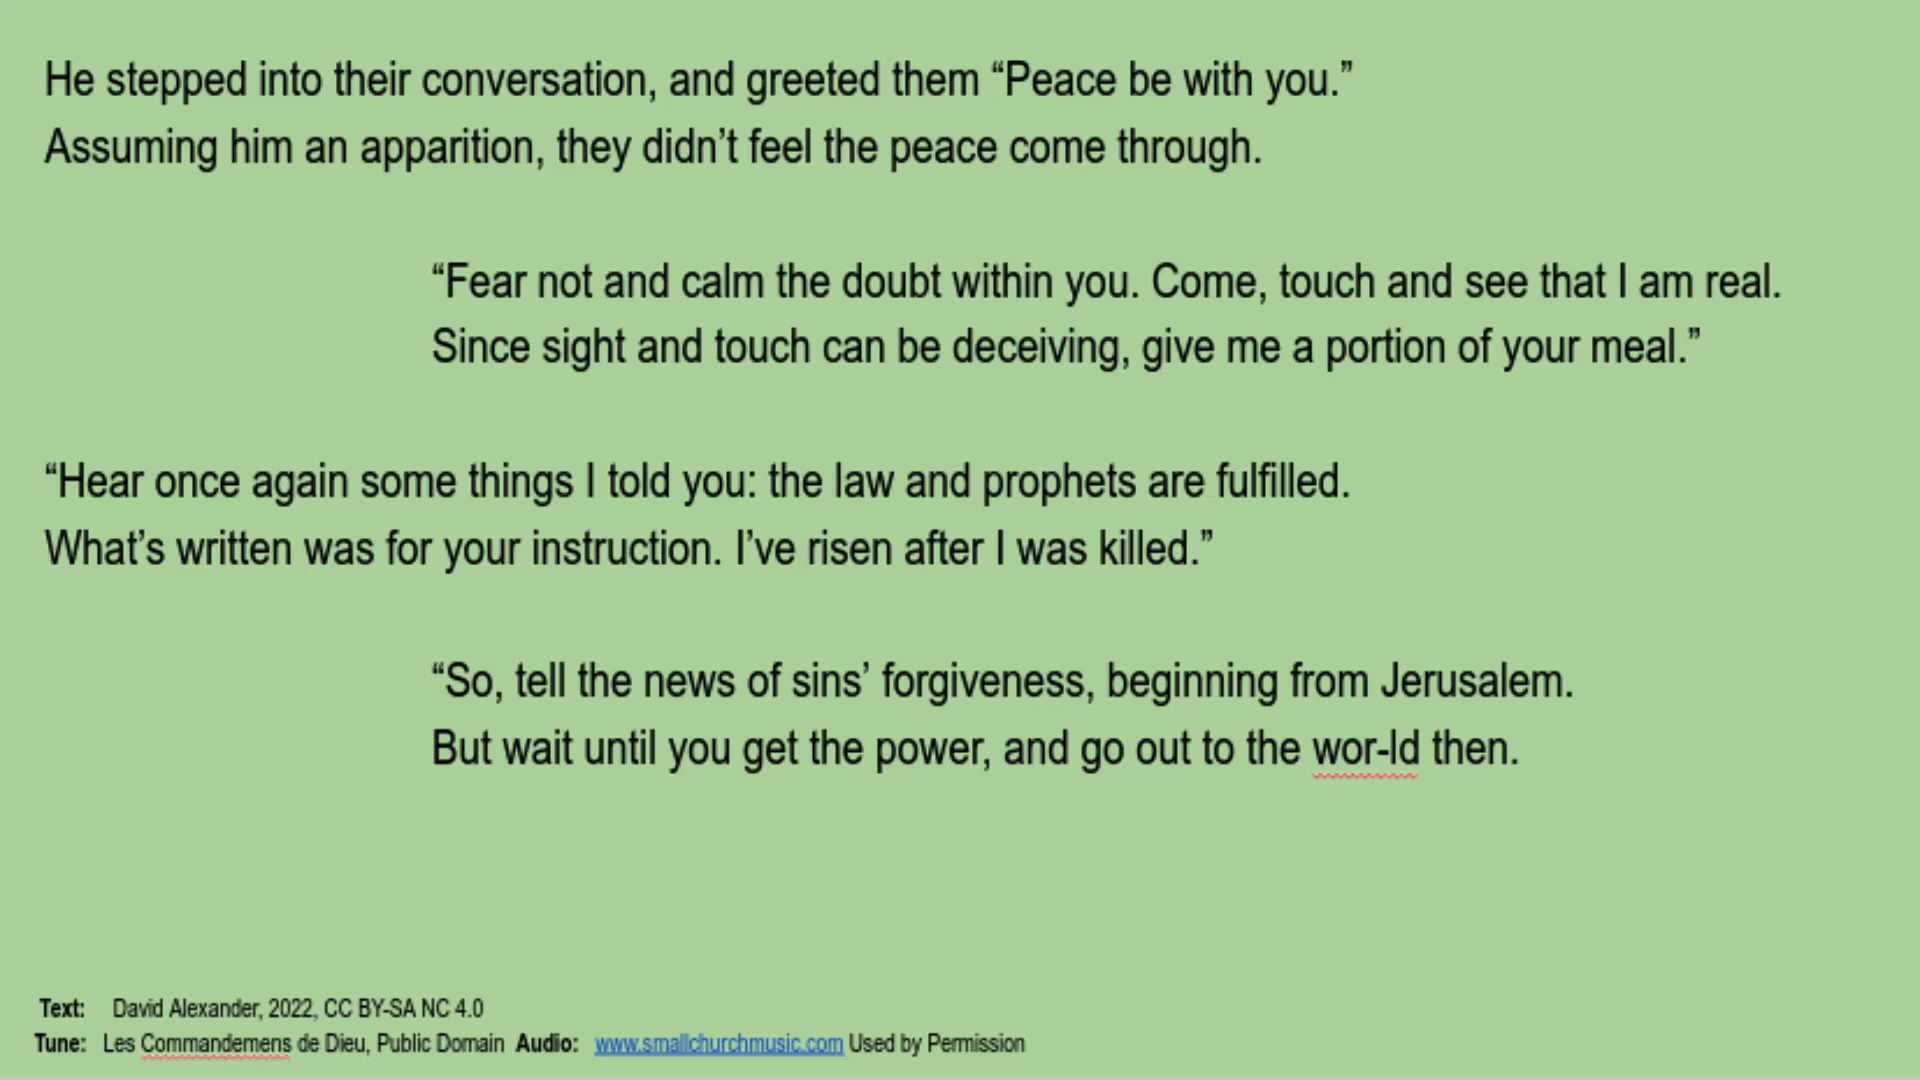 He stepped into their conversation, and greeted them “Peace be with you.”
Assuming him an apparition, they didn’t feel the peace come through.
“Fear not and calm the doubt within you. Come, touch and see that I am real.
Since sight and touch can be deceiving, give me a portion of your meal.”
“Hear once again some things I told you: the law and prophets are fulfilled.
What’s written was for your instruction. I’ve risen after I was killed.”
“So, tell the news of sins’ forgiveness, beginning from Jerusalem.
But wait until you get the power, and go out to the wor-ld then.
Text: David Alexander, 2022, CC BY-SA NC 4.0
Tune: Les Commandemens de Dieu, Public Domain Audio: www.smallchurchmusic.com Used by Permission